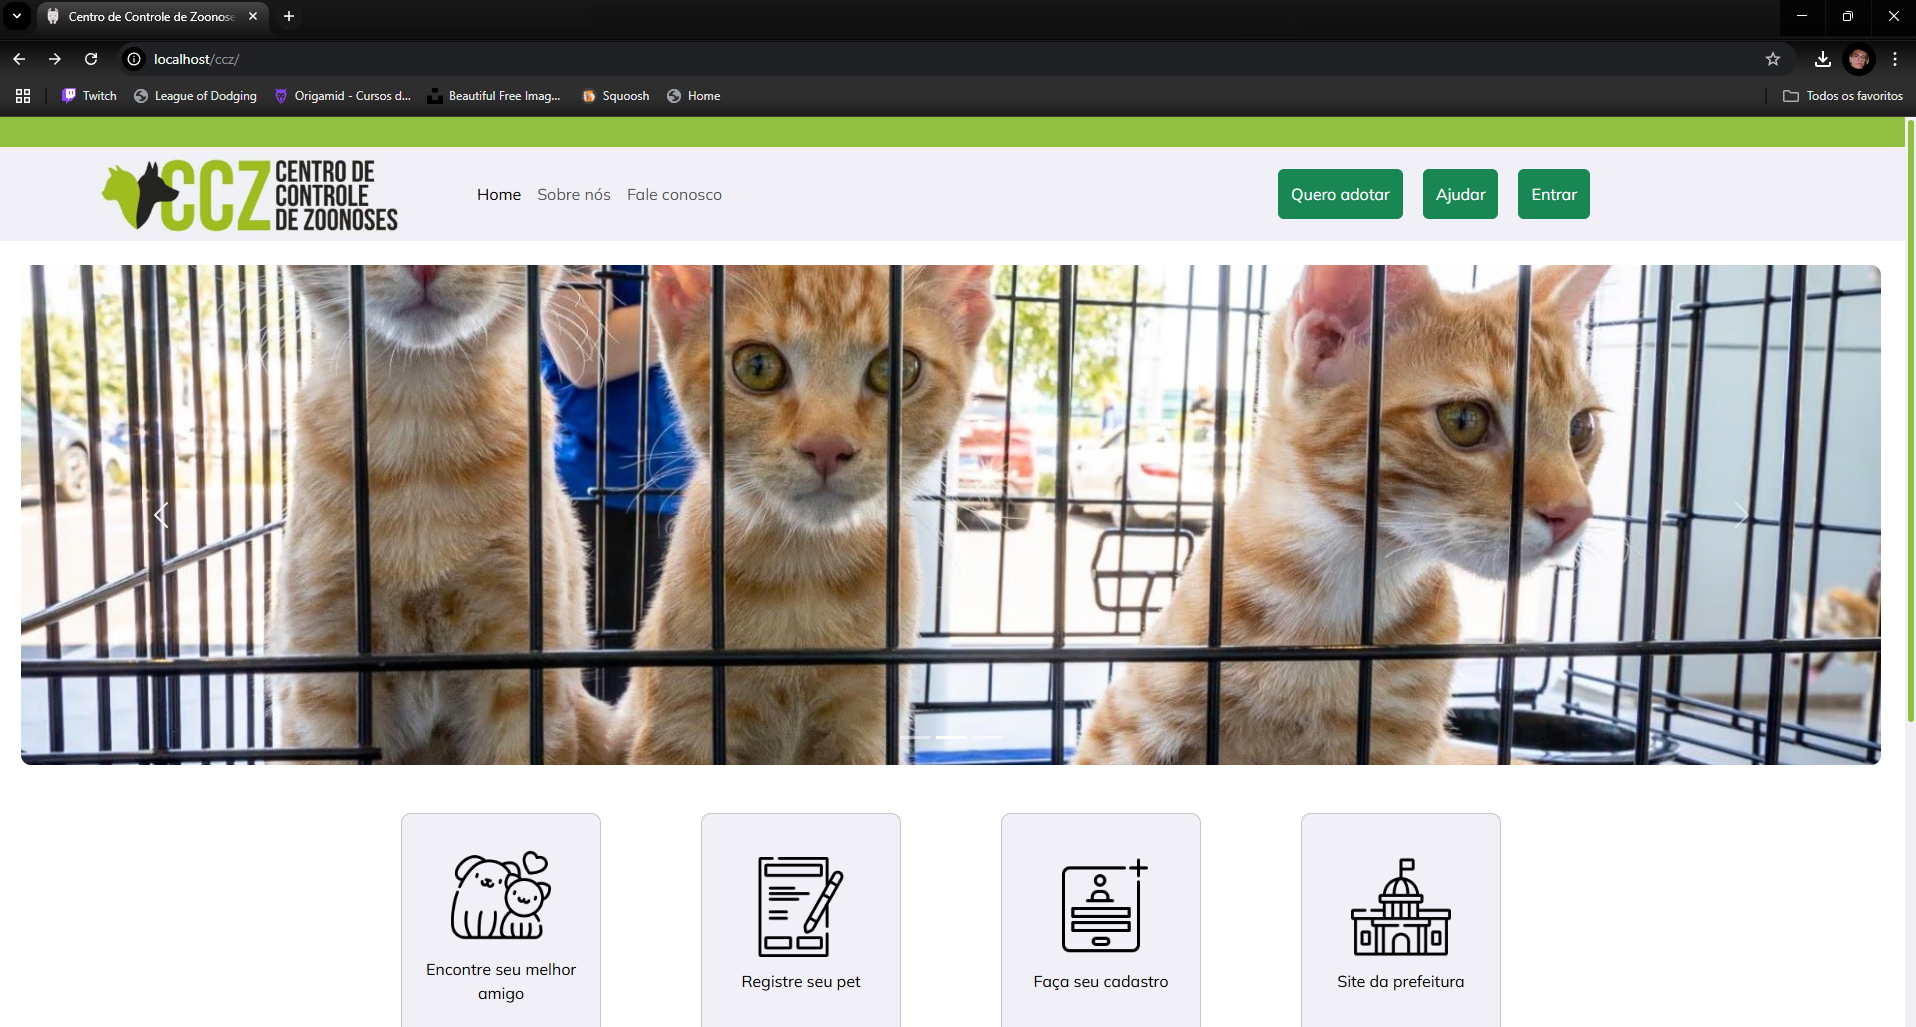 Centro de Controle de Zoonose
localhost/ccz/
Twitch
League of Dodging
Origamid - Cursos d...
Beautiful Free Imag...
Squoosh
Home
Todos os favoritos
CCZ
CENTRO DE
CONTROLE
DE ZOONOSES
Home
Sobre nós
Fale conosco
Quero adotar
Ajudar
Entrar
Encontre seu melhor
amigo
Registre seu pet
Faça seu cadastro
Site da prefeitura